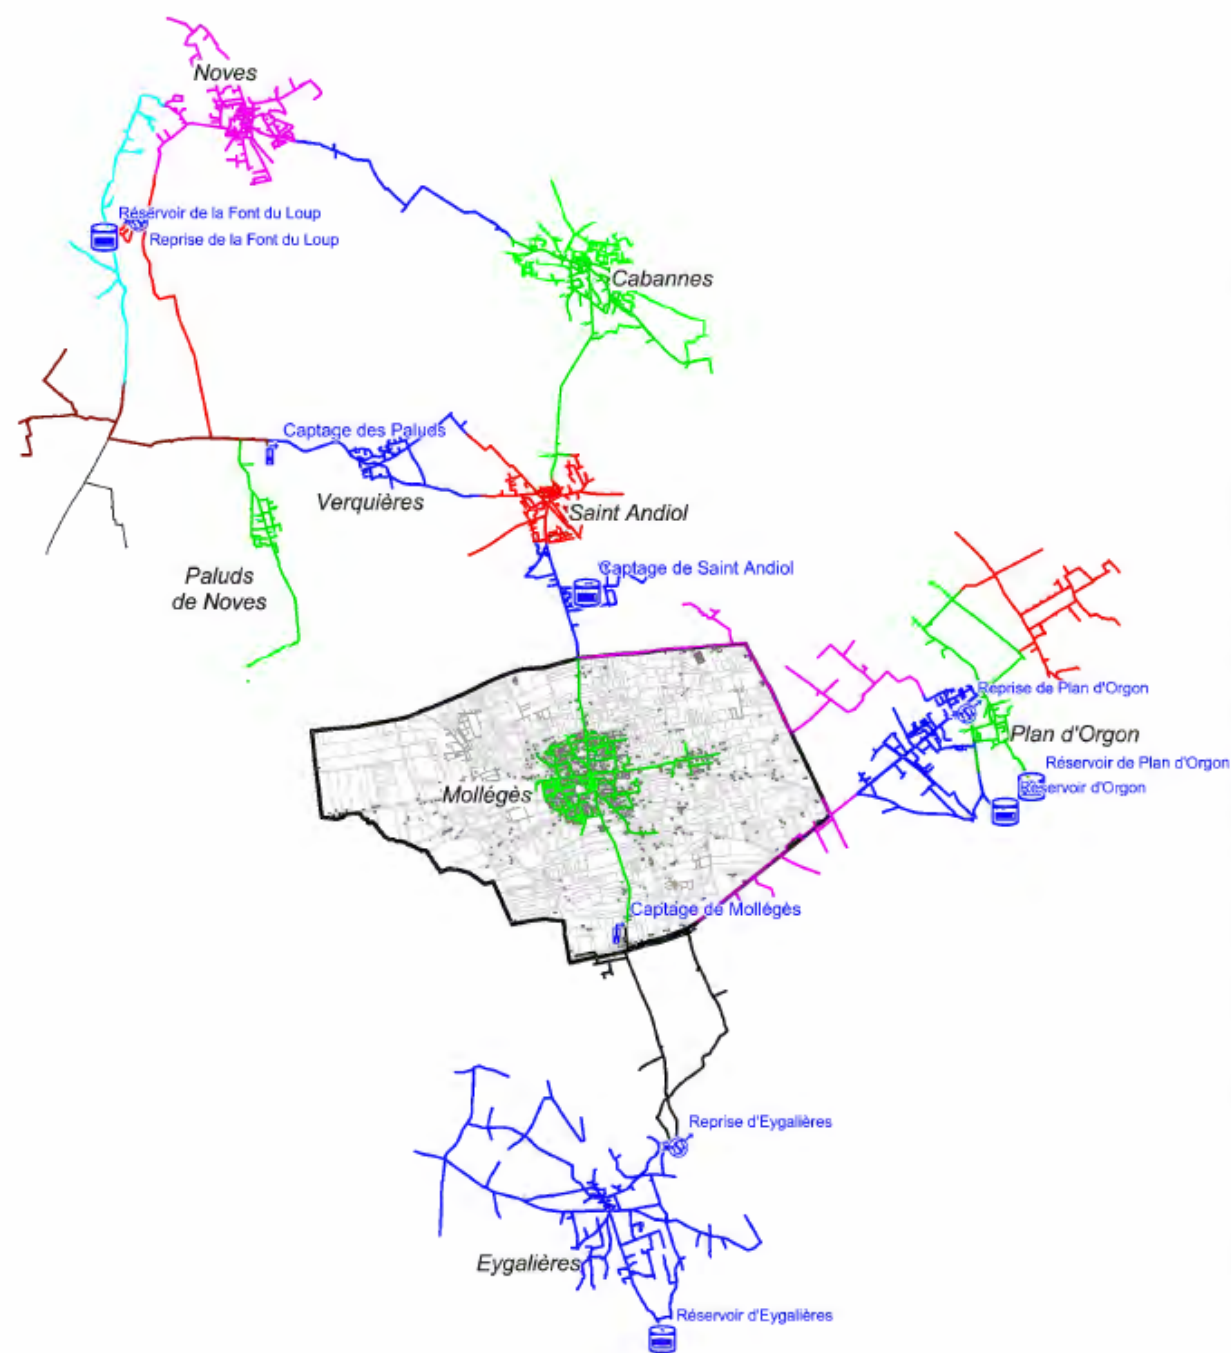 Noves
Réservoir de la Font du Loup
Reprise de la Font du Loup
Cabannes
Captage des Paluds
Verquières
Saint Andiol
Captage de Saint Andiol
Paluds
de Noves
Reprise de Plan d'Orgon
Plan d'Orgon
Réservoir de Plan d'Orgon
Réservoir d'Orgon
Mollégès
Captage de Mollégès
Reprise d'Eygalières
Eygalières
Réservoir d'Eygalières